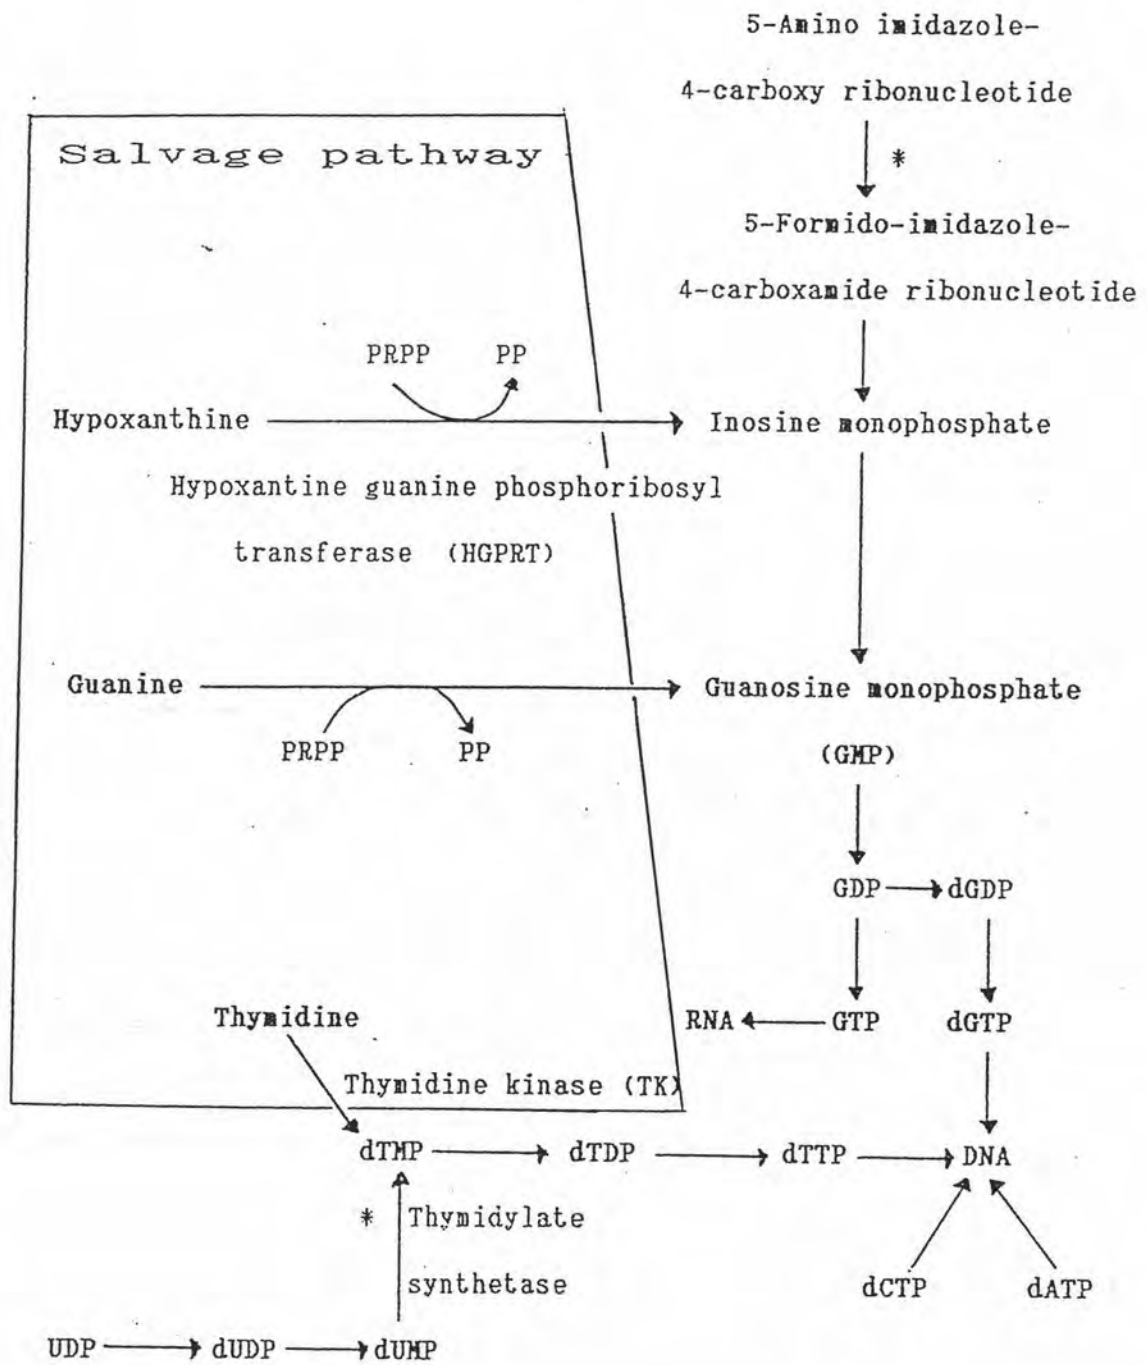 5-Amino imidazole-
4-carboxy ribonucleotide
Salvage pathway
*
5-Formido-imidazole-
4-carboxamide ribonucleotide
PRPP PP
Hypoxanthine Inosine monophosphate
Hypoxantine guanine phosphoribosyl
transferase (HGPRT)
Guanine Guanosine monophosphate
PRPP PP (GMP)
GDP dGDP
Thymidine RNA GTP dGTP
Thymidine kinase (TK)
dTMP dTDP dTTP DNA
* Thymidylate
synthetase dCTP dATP
UDP dUDP dUMP